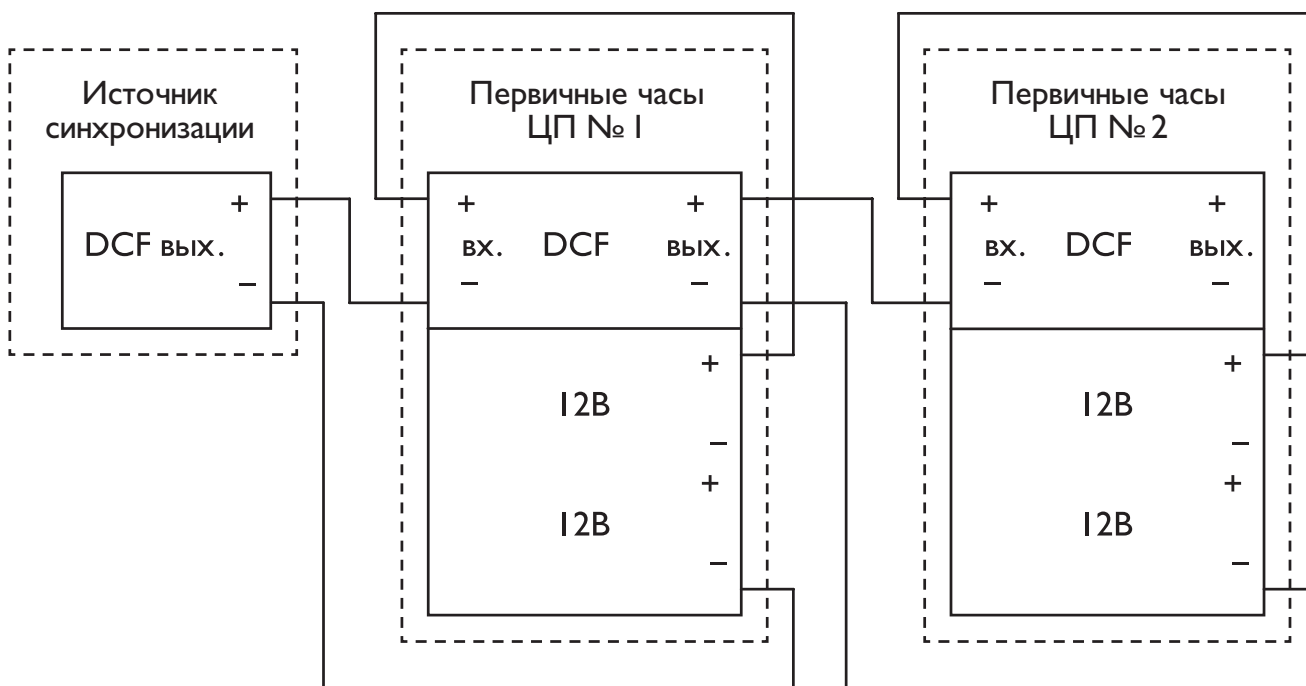 Источник
синхронизации
+
DCF вых.
–
Первичные часы
ЦП № 1
+ +
вх. DCF вых.
– –
+
12В
–
+
12В
–
Первичные часы
ЦП № 2
+ +
вх. DCF вых.
– –
+
12В
–
+
12В
–